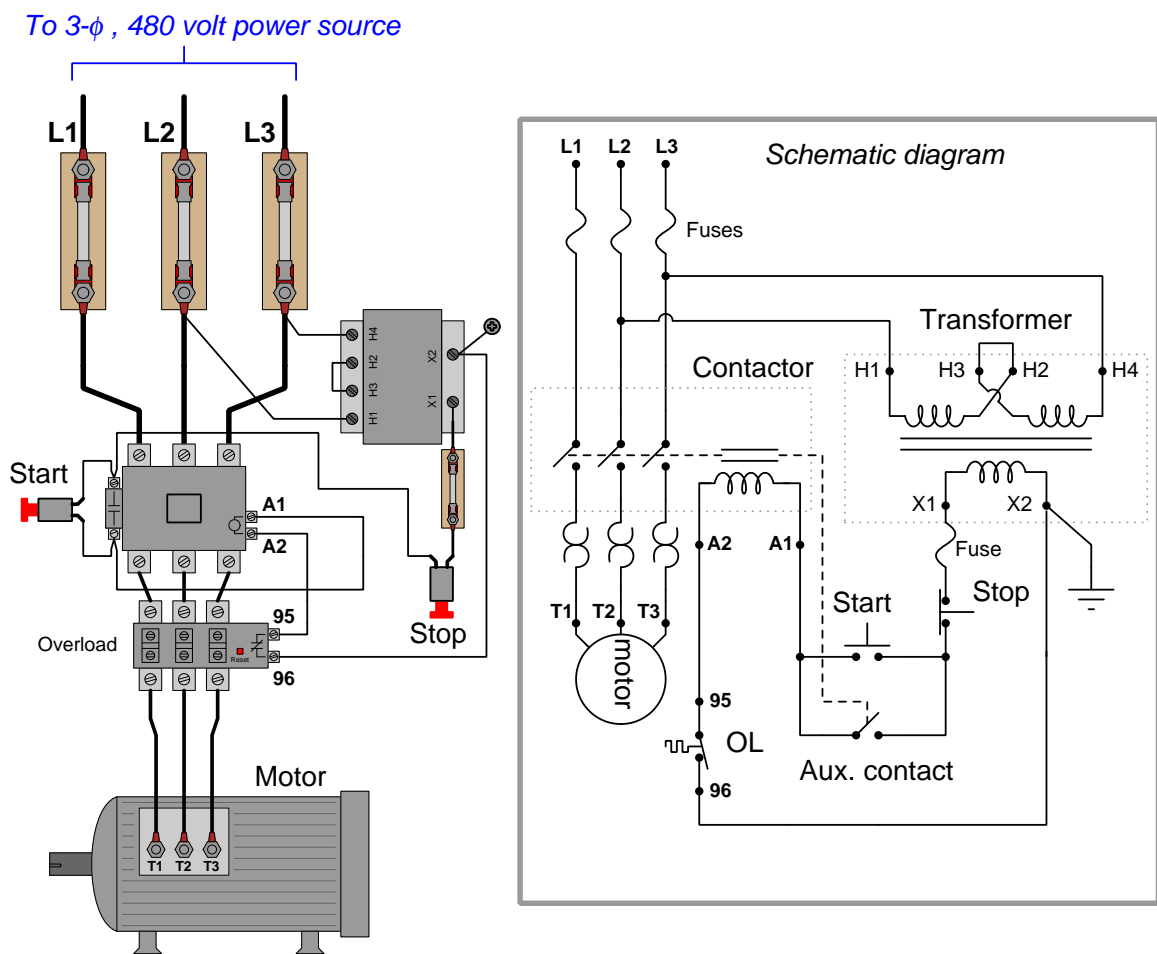 To 3-ϕ , 480 volt power source
L1 L2 L3
H4
H2
H3
H1
X2
X1
Start
A1
A2
Stop
95
Overload
Reset
96
Motor
T1 T2 T3
Schematic diagram
L1 L2 L3
Fuses
Transformer
H1 H3 H2 H4
Contactor
X1 X2
Fuse
A2 A1
Start Stop
T1 T2 T3
motor
95
OL
Aux. contact
96